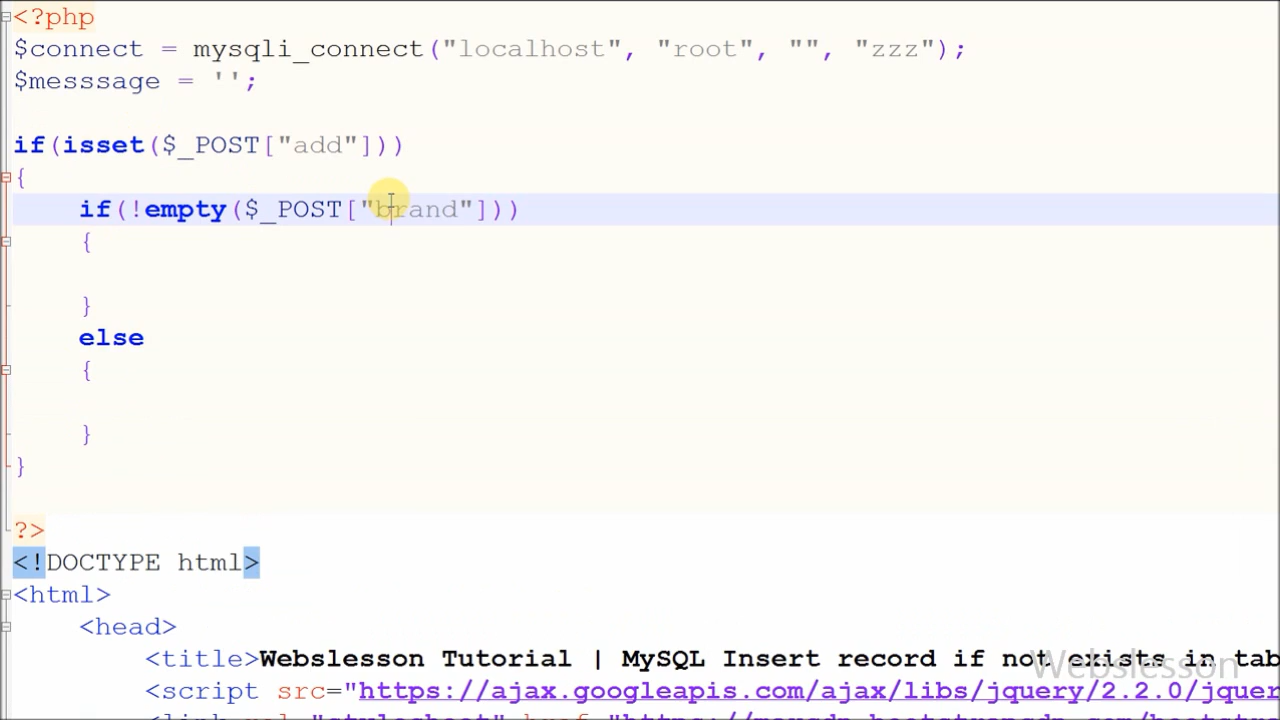 <?php
$connect = mysqli_connect("localhost", "root", "", "zzz");
$messsage = '';
if(isset($_POST["add"]))
{
if(!empty($_POST["brand"]))
{
}
else
{
}
}
?>
<!DOCTYPE html>
<html>
<head>
<title>Webslesson Tutorial | MySQL Insert record if not exists in tab
Webslesson
<script src="https://ajax.googleapis.com/ajax/libs/jquery/2.2.0/jquer